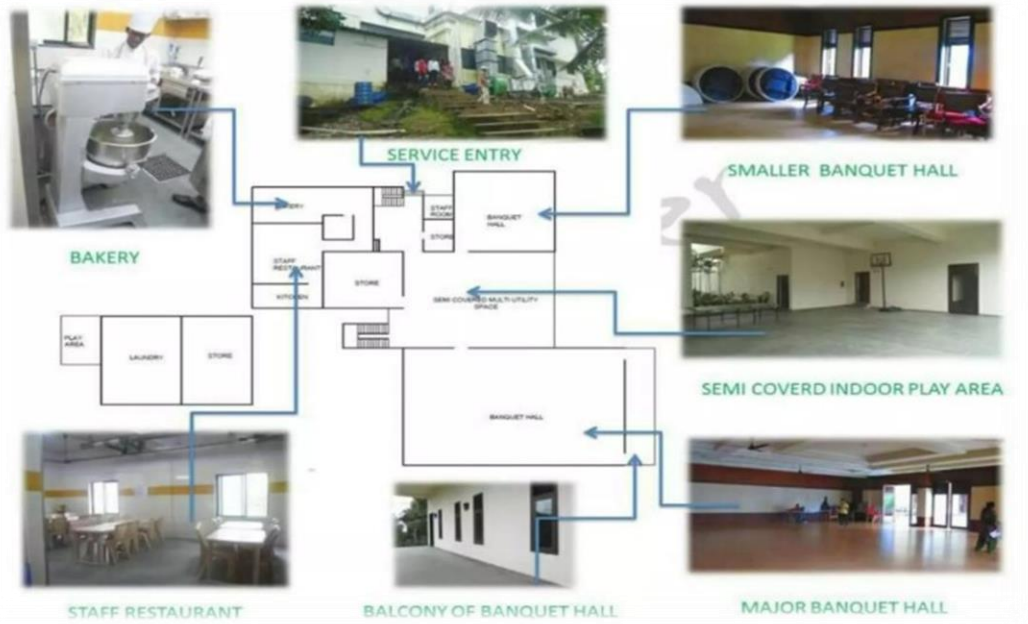 SERVICE ENTRY
SMALLER BANQUET HALL
BAKERY
STAFF
ROOM
BANQUET
HALL
STORE
STAFF
RESTAURANT
STORE
SEMI COVERED MULTI UTILITY
SPACE
PLAY
AREA
LAUNDRY
STORE
SEMI COVERD INDOOR PLAY AREA
BANQUET HALL
STAFF RESTAURANT
BALCONY OF BANQUET HALL
MAJOR BANQUET HALL